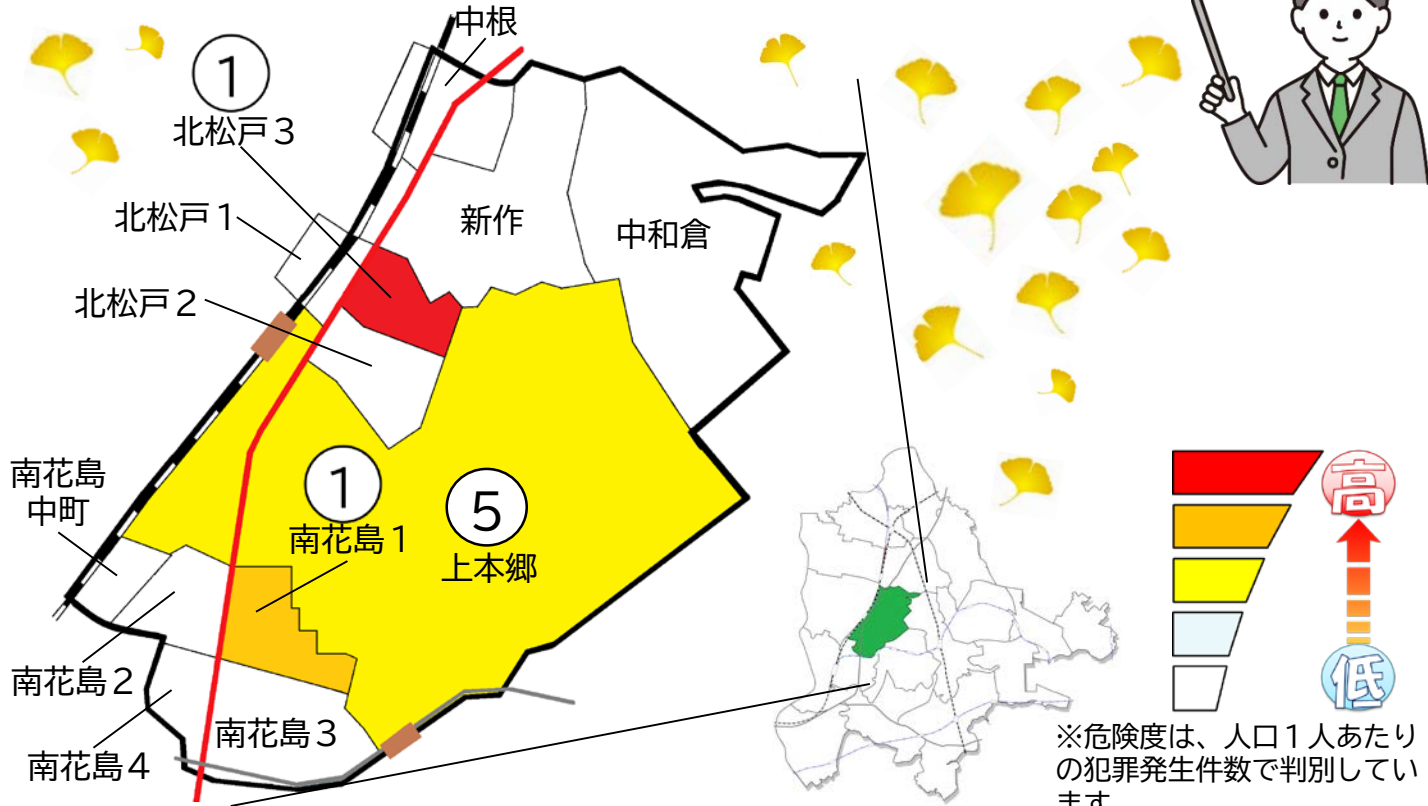 中根
①
北松戸３
北松戸１
新作
中和倉
北松戸２
南花島
中町
①
南花島１
⑤
上本郷
南花島２
南花島３
南花島４
高
低
※危険度は、人口１人あたり
の犯罪発生件数で判別してい
ます